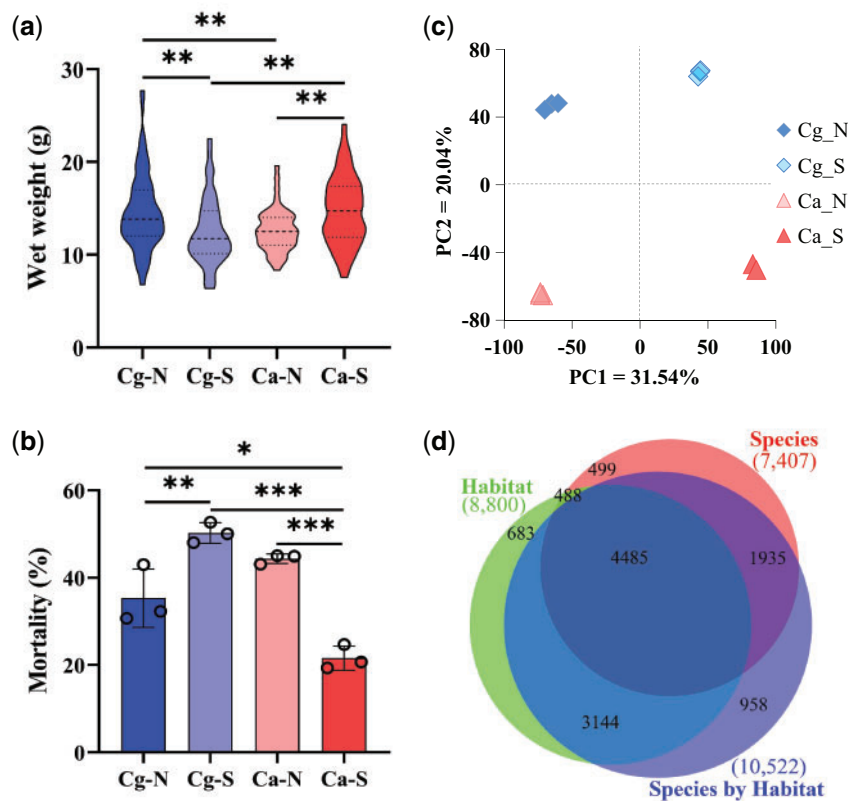 (a)
**
**
**
**
Wet weight (g)
30
20
10
0
Cg-N
Cg-S
Ca-N
Ca-S
(c)
PC2 = 20.04%
80
40
0
-40
-80
-100
-50
0
50
100
PC1 = 31.54%
Cg_N
Cg_S
Ca_N
Ca_S
(b)
*
**
***
***
Mortality (%)
60
40
20
0
Cg-N
Cg-S
Ca-N
Ca-S
(d)
Species
(7,407)
Habitat
(8,800)
499
488
683
4485
1935
3144
958
(10,522)
Species by Habitat